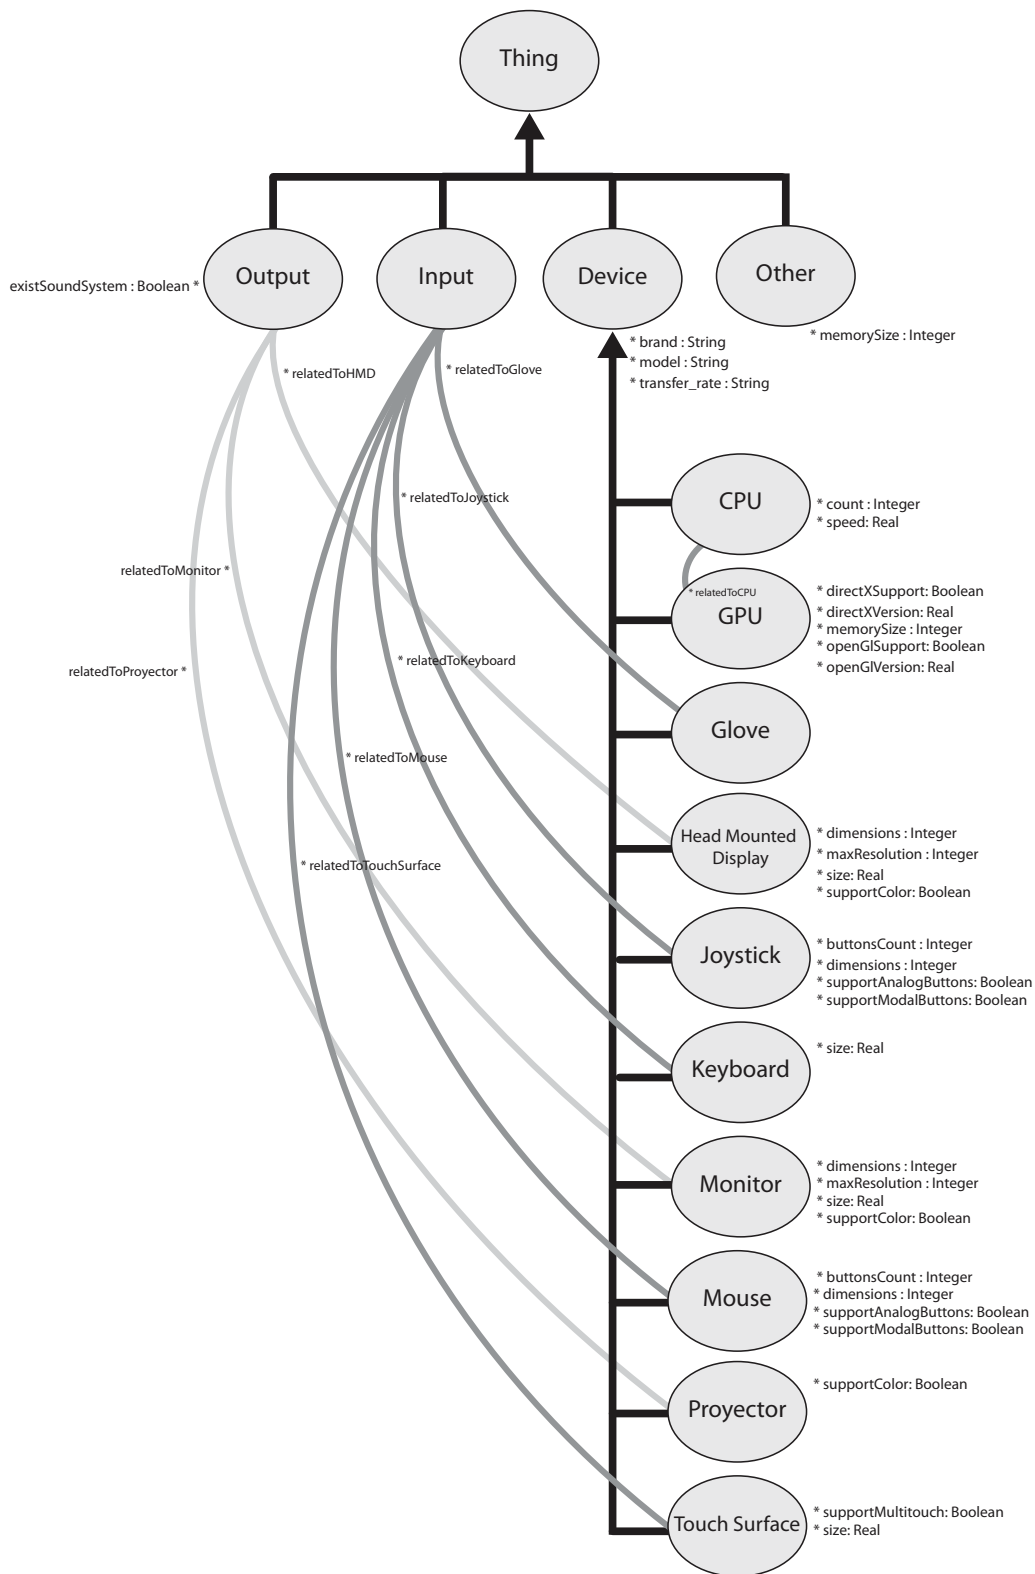 Thing
Output
Input
Device
Other
existSoundSystem : Boolean *
* memorySize : Integer
* brand : String
* model : String
* transfer_rate : String
* relatedToHMD
* relatedToGlove
* relatedToJoystick
relatedToMonitor *
relatedToProyector *
* relatedToKeyboard
* relatedToMouse
* relatedToTouchSurface
CPU
* count : Integer
* speed: Real
* relatedToCPU
GPU
* directXSupport: Boolean
* directXVersion: Real
* memorySize : Integer
* openGlSupport: Boolean
* openGlVersion: Real
Glove
Head Mounted
Display
* dimensions : Integer
* maxResolution : Integer
* size: Real
* supportColor: Boolean
Joystick
* buttonsCount : Integer
* dimensions : Integer
* supportAnalogButtons: Boolean
* supportModalButtons: Boolean
Keyboard
* size: Real
Monitor
* dimensions : Integer
* maxResolution : Integer
* size: Real
* supportColor: Boolean
Mouse
* buttonsCount : Integer
* dimensions : Integer
* supportAnalogButtons: Boolean
* supportModalButtons: Boolean
Proyector
* supportColor: Boolean
Touch Surface
* supportMultitouch: Boolean
* size: Real